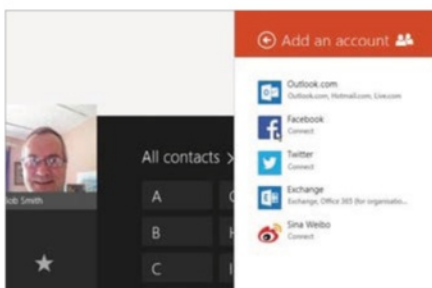 Add an account
Outlook.com
Outlook.com, Hotmail.com, Live.com
Facebook
Connect
Twitter
Connect
Exchange
Exchange, Office 365 (for organisatio...
Sina Weibo
Connect
All contacts
A
B
C
Smith